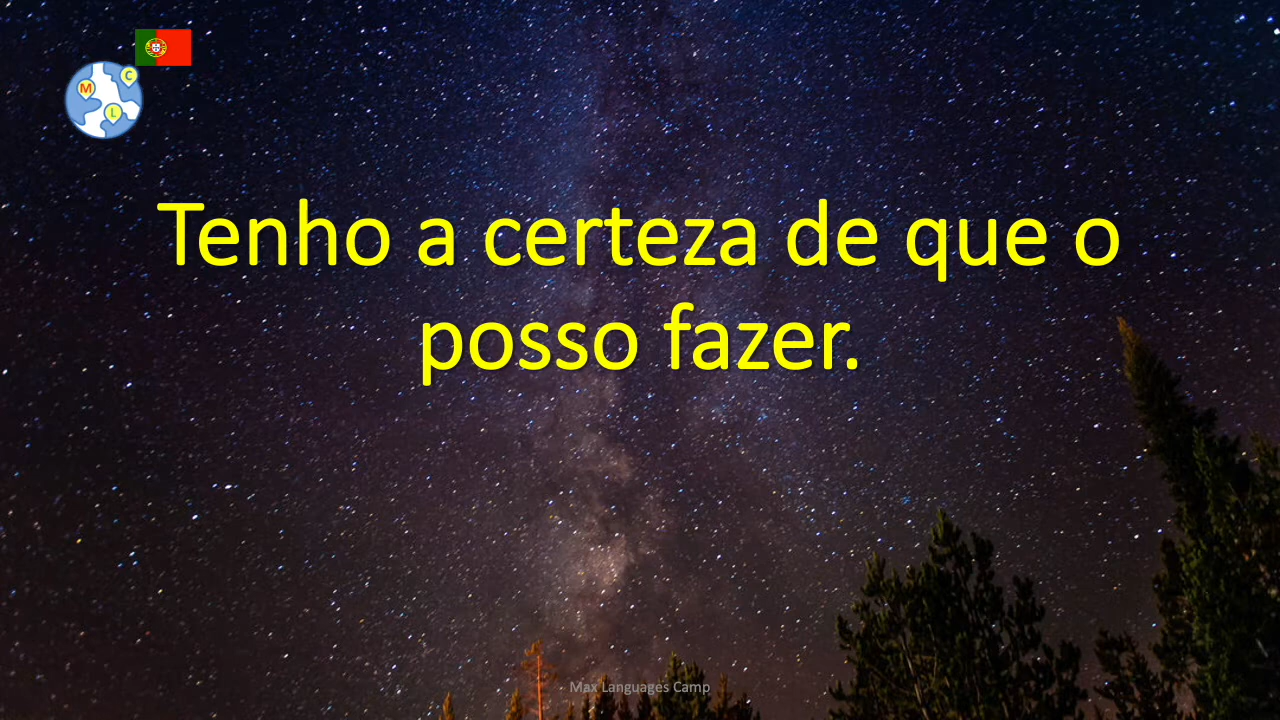 C
M
L
Tenho a certeza de que o
posso fazer.
Max Languages Camp